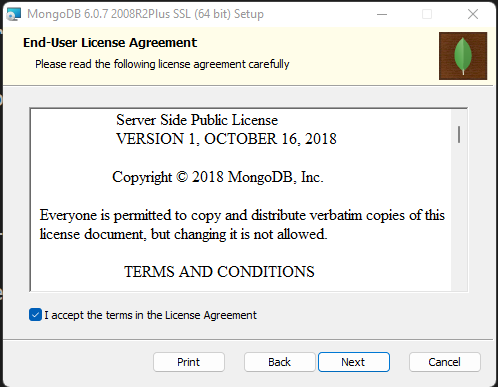 MongoDB 6.0.7 2008R2Plus SSL (64 bit) Setup
End-User License Agreement
Please read the following license agreement carefully
Server Side Public License
VERSION 1, OCTOBER 16, 2018
Copyright © 2018 MongoDB, Inc.
Everyone is permitted to copy and distribute verbatim copies of this
license document, but changing it is not allowed.
TERMS AND CONDITIONS
I accept the terms in the License Agreement
Print
Back
Next
Cancel